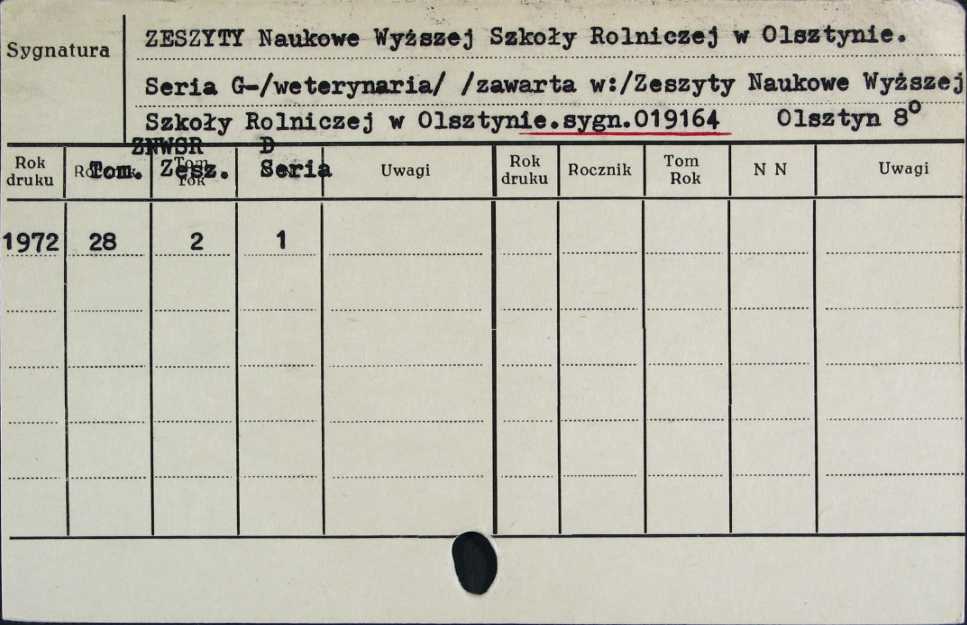 Sygnatura
ZESZYTY Naukowe Wyższej Szkoły Rolniczej w Olsztynie.
Seria G-/weterynaria/ /zawarta w:/Zeszyty Naukowe Wyższej
Szkoły Rolniczej w Olsztynie.sygn.019164 Olsztyn 8°
ZNWSR D
Rok druku Tom. Zesz. Seria Uwagi Rok druku Rocznik Tom Rok N N Uwagi
1972 28 2 1